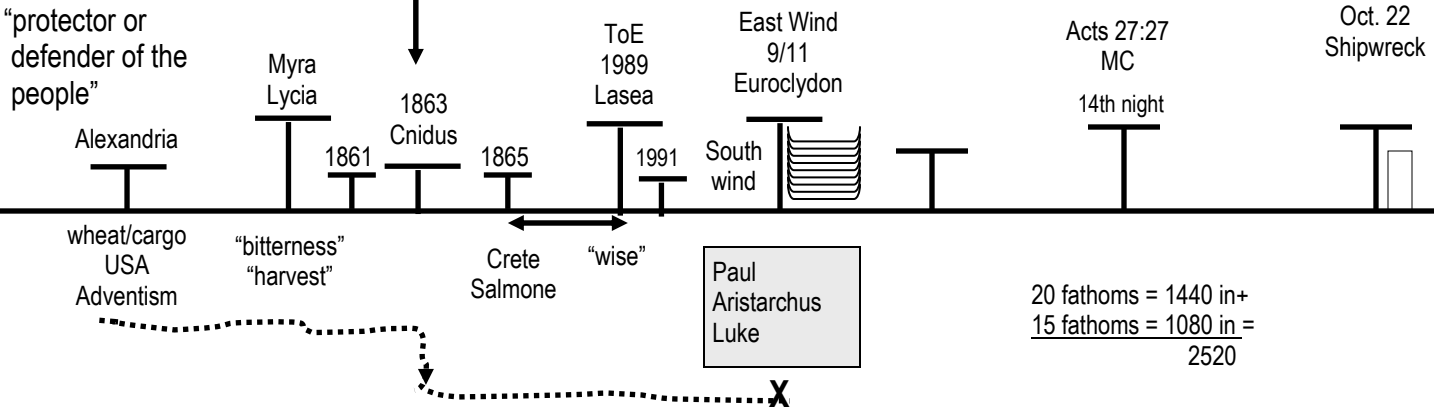 “protector or
defender of the
people”
Alexandria
wheat/cargo
USA
Adventism
Myra
Lycia
“bitterness”
“harvest”
1861
1863
Cnidus
1865
Crete
Salmone
ToE
1989
Lasea
“wise”
1991
South
wind
East Wind
9/11
Euroclydon
Paul
Aristarchus
Luke
X
Acts 27:27
MC
14th night
20 fathoms = 1440 in+
15 fathoms = 1080 in =
2520
Oct. 22
Shipwreck